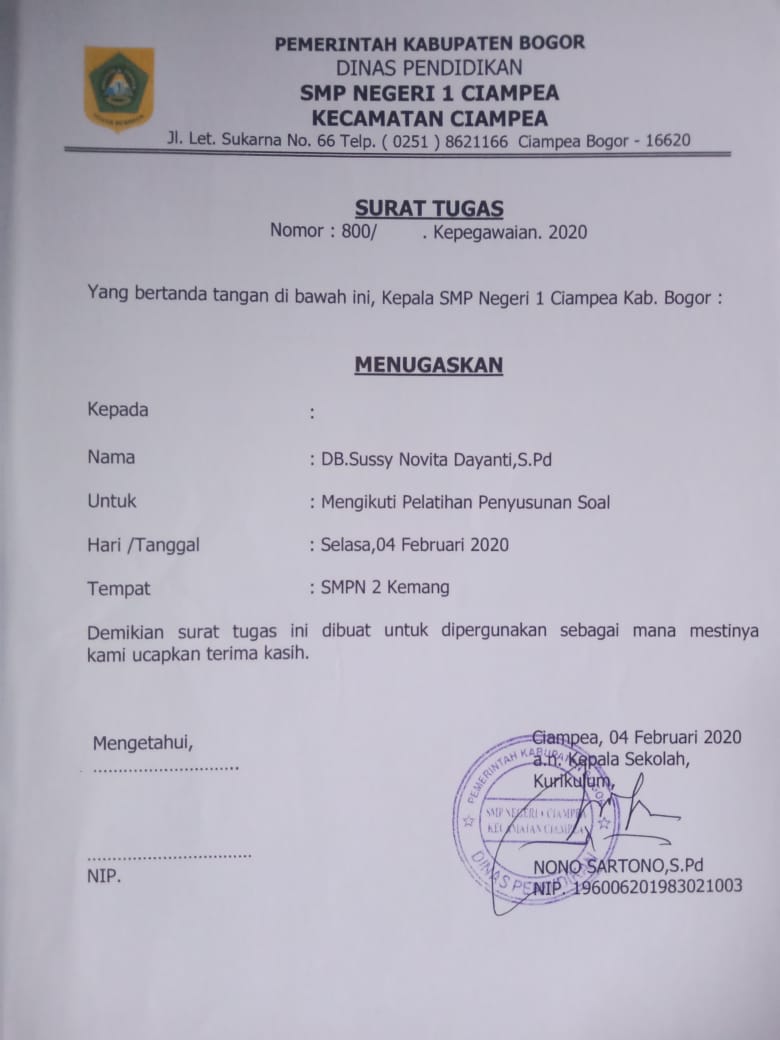 PEMERINTAH KABUPATEN BOGOR
DINAS PENDIDIKAN
SMP NEGERI 1 CIAMPEA
KECAMATAN CIAMPEA
Jl. Let. Sukarna No. 66 Telp. ( 0251 ) 8621166 Ciampea Bogor - 16620
SURAT TUGAS
Nomor : 800/ . Kepegawaian. 2020
Yang bertanda tangan di bawah ini, Kepala SMP Negeri 1 Ciampea Kab. Bogor :
MENUGASKAN
Kepada :
Nama : DB.Sussy Novita Dayanti,S.Pd
Untuk : Mengikuti Pelatihan Penyusunan Soal
Hari /Tanggal : Selasa,04 Februari 2020
Tempat : SMPN 2 Kemang
Demikian surat tugas ini dibuat untuk dipergunakan sebagai mana mestinya
kami ucapkan terima kasih.
Mengetahui,
..............................
..................................
NIP.
Ciampea, 04 Februari 2020
a.n. Kepala Sekolah,
Kurikulum,
NONO SARTONO,S.Pd
NIP. 196006201983021003
PEMERINTAH KABUPATEN
SMP NEGERI 1 CIAMPEA
KECAMATAN CIAMPEA
DINAS PENDIDIKAN